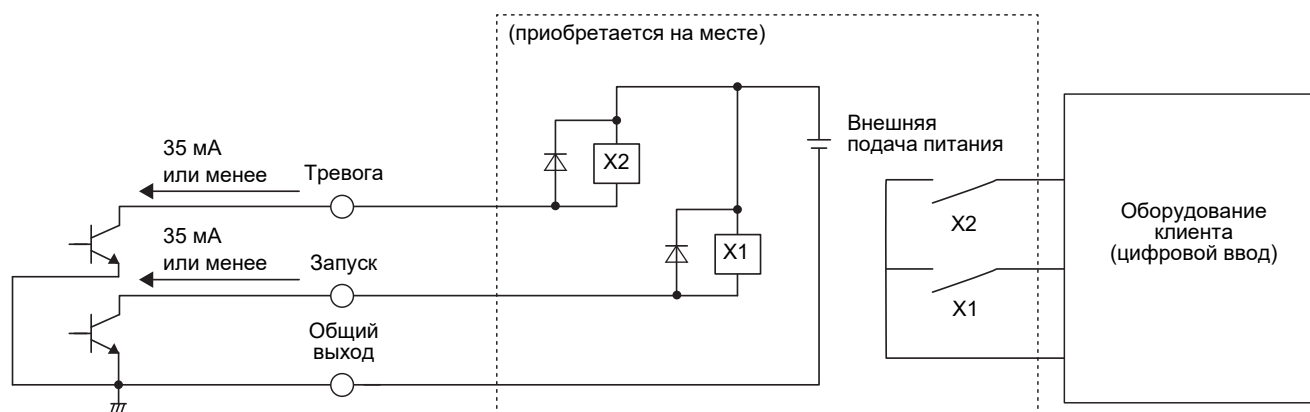 (приобретается на месте)
35 мА
или менее
Тревога
X2
Внешняя
подача питания
35 мА
или менее
Запуск
X1
Общий
выход
X2
X1
Оборудование
клиента
(цифровой ввод)